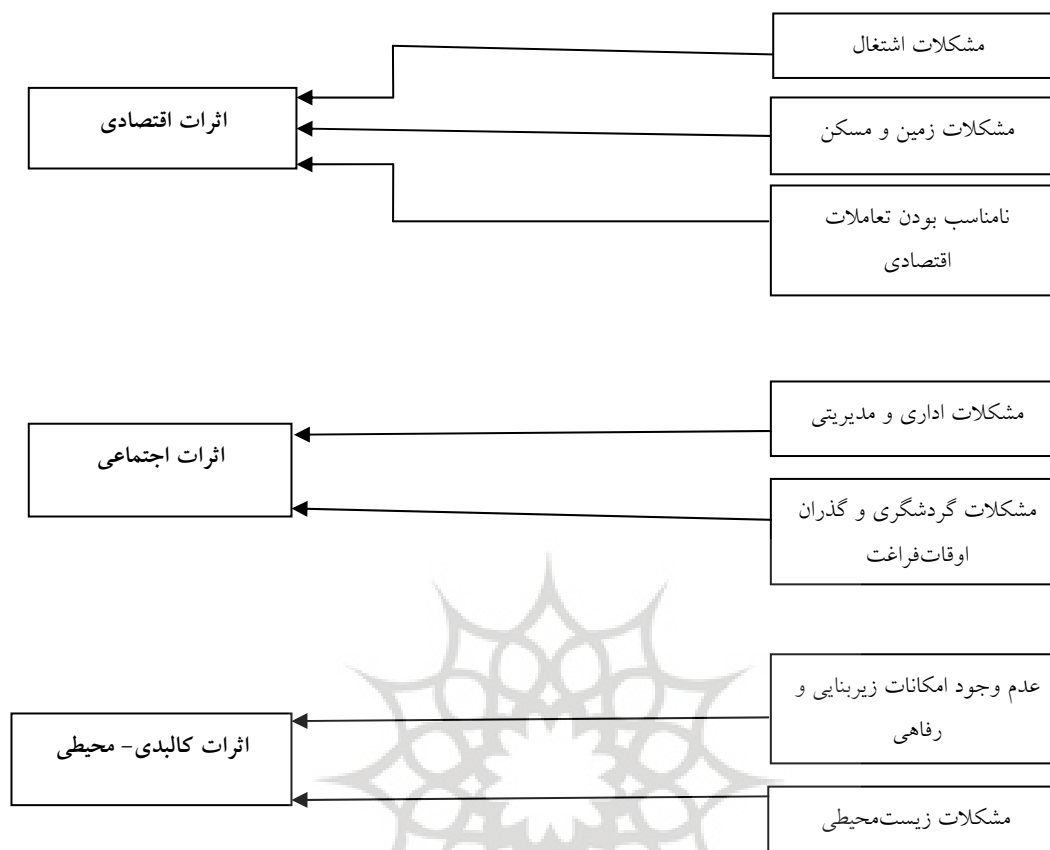 مشکلات اشتغال
اثرات اقتصادی
مشکلات زمین و مسکن
نامناسب بودن تعاملات
اقتصادی
مشکلات اداری و مدیریتی
اثرات اجتماعی
مشکلات گردشگری و گذران
اوقات‌فراغت
عدم وجود امکانات زیربنایی و
رفاهی
اثرات کالبدی- محیطی
مشکلات زیست‌محیطی